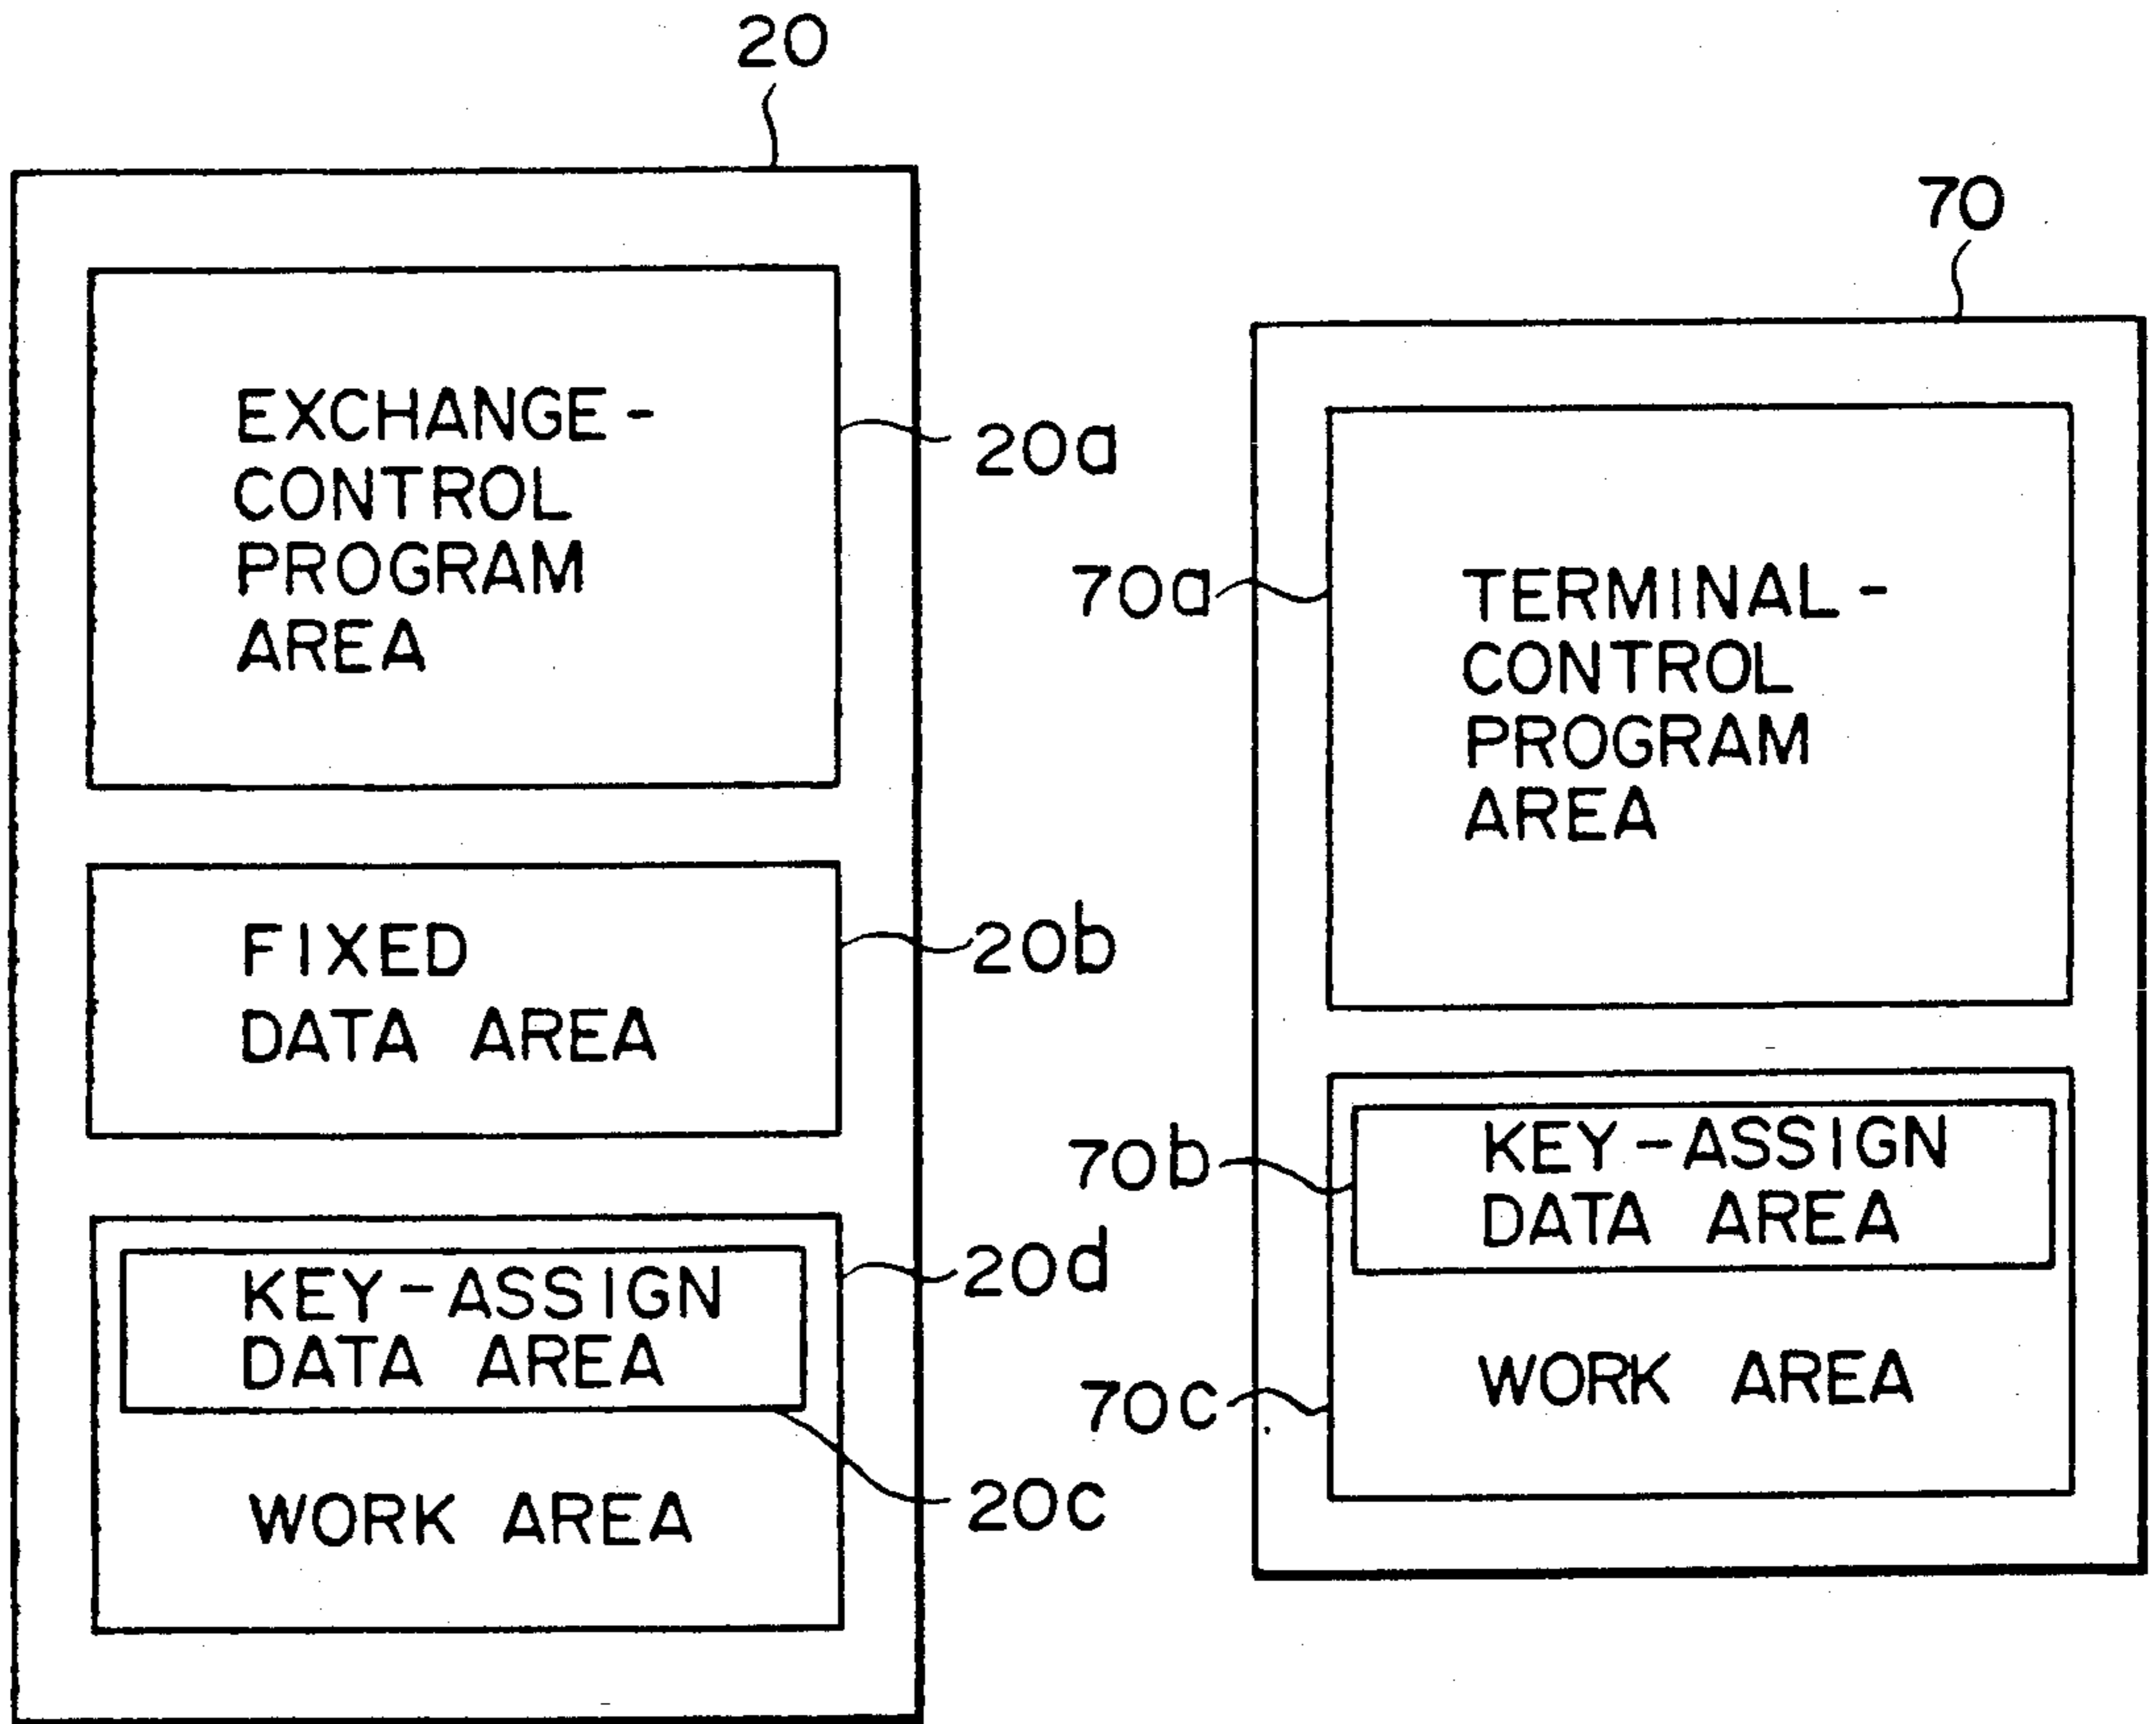 20
EXCHANGE-
CONTROL
PROGRAM
AREA
20a
FIXED
DATA AREA
20b
KEY-ASSIGN
DATA AREA
20d
WORK AREA
20c
70
70a
TERMINAL-
CONTROL
PROGRAM
AREA
70b
KEY-ASSIGN
DATA AREA
70c
WORK AREA